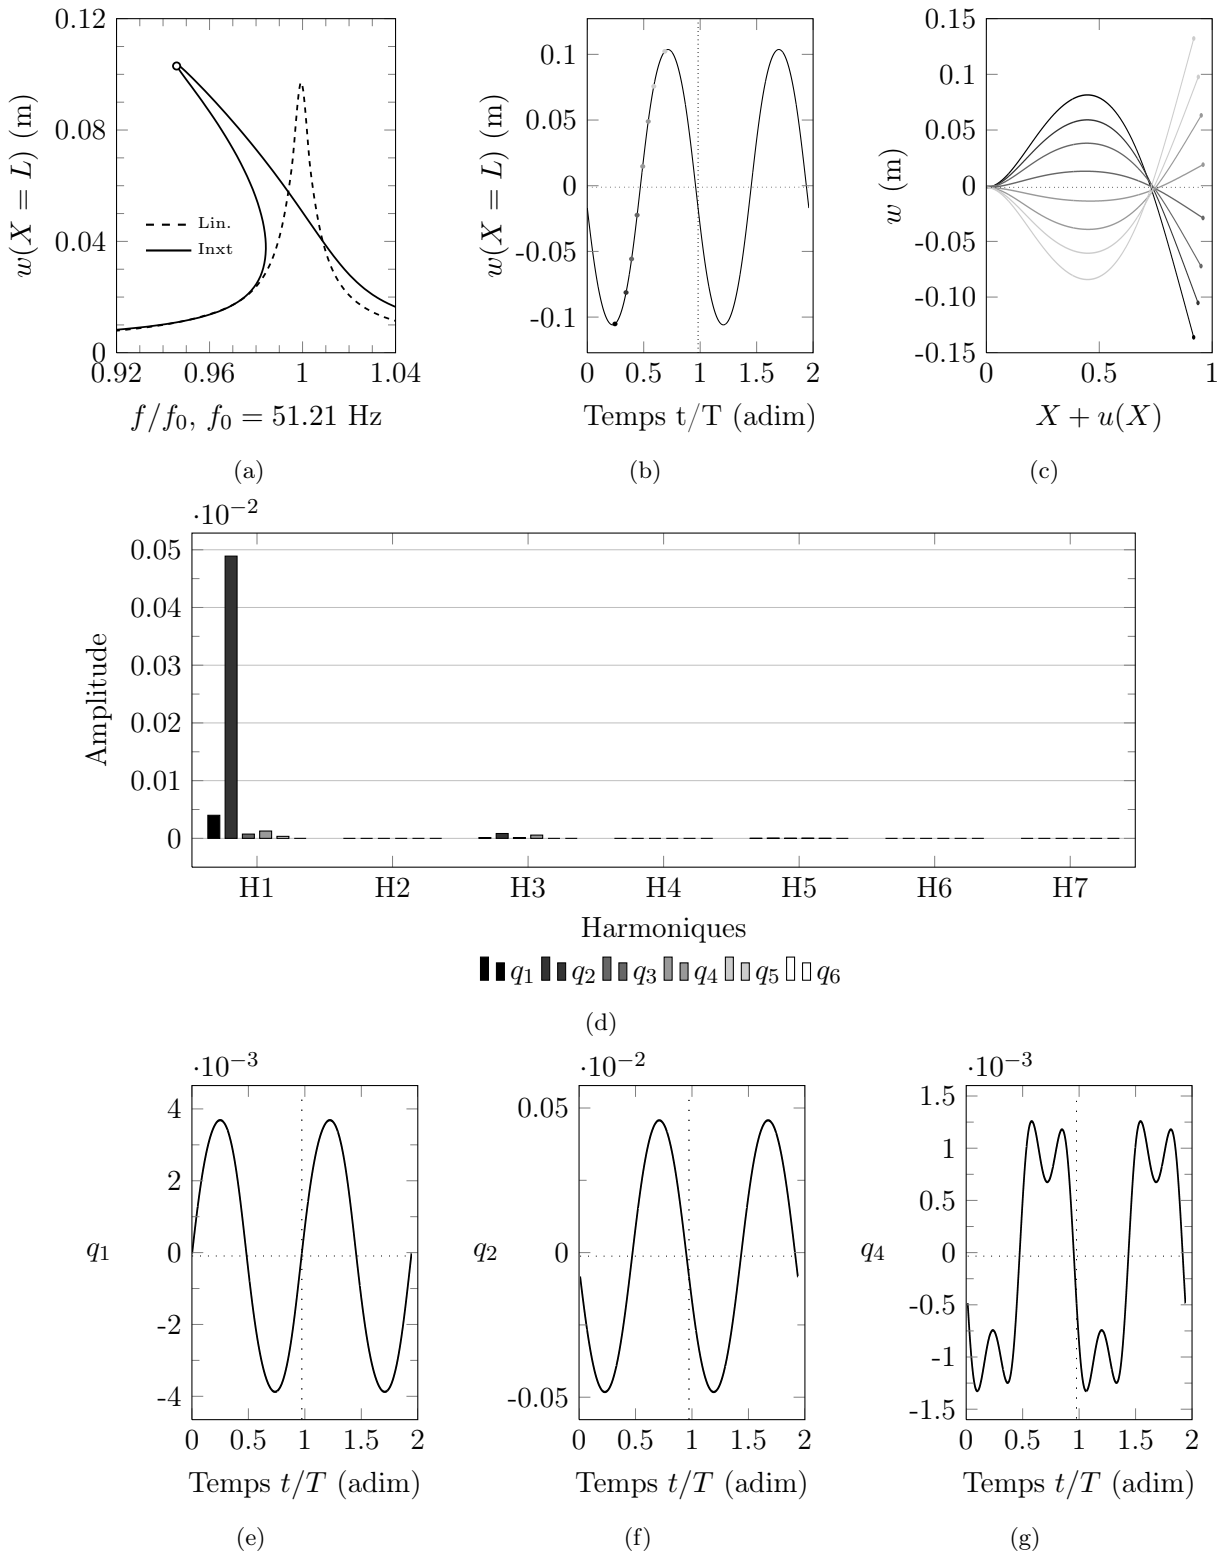 0.12
0.08
0.04
0
0.92
0.96
1
1.04
w(X = L) (m)
Lin.
Inxt
f/f0, f0 = 51.21 Hz
(a)
0.1
0.05
0
-0.05
-0.1
0
1
1
2
w(X = L) (m)
Temps t/T (adim)
(b)
0.15
0.1
0.05
0
-0.05
-0.10
-0.15
0
0.5
1
w (m)
X + u(X)
(c)
·10−2
0.05
0.04
0.03
0.02
0.01
0
Amplitude
H1 H2 H3 H4 H5 H6 H7
Harmoniques
q1 q2 q3 q4 q5 q6
(d)
·10−3
4
2
0
-2
-4
q1
0 0.5 1 1.5 2
Temps t/T (adim)
(e)
·10−2
0.05
0
-0.05
q2
0 0.5 1 1.5 2
Temps t/T (adim)
(f)
·10−3
1.5
1
0.5
0
-0.5
-1
-1.5
q4
0 0.5 1 1.5 2
Temps t/T (adim)
(g)